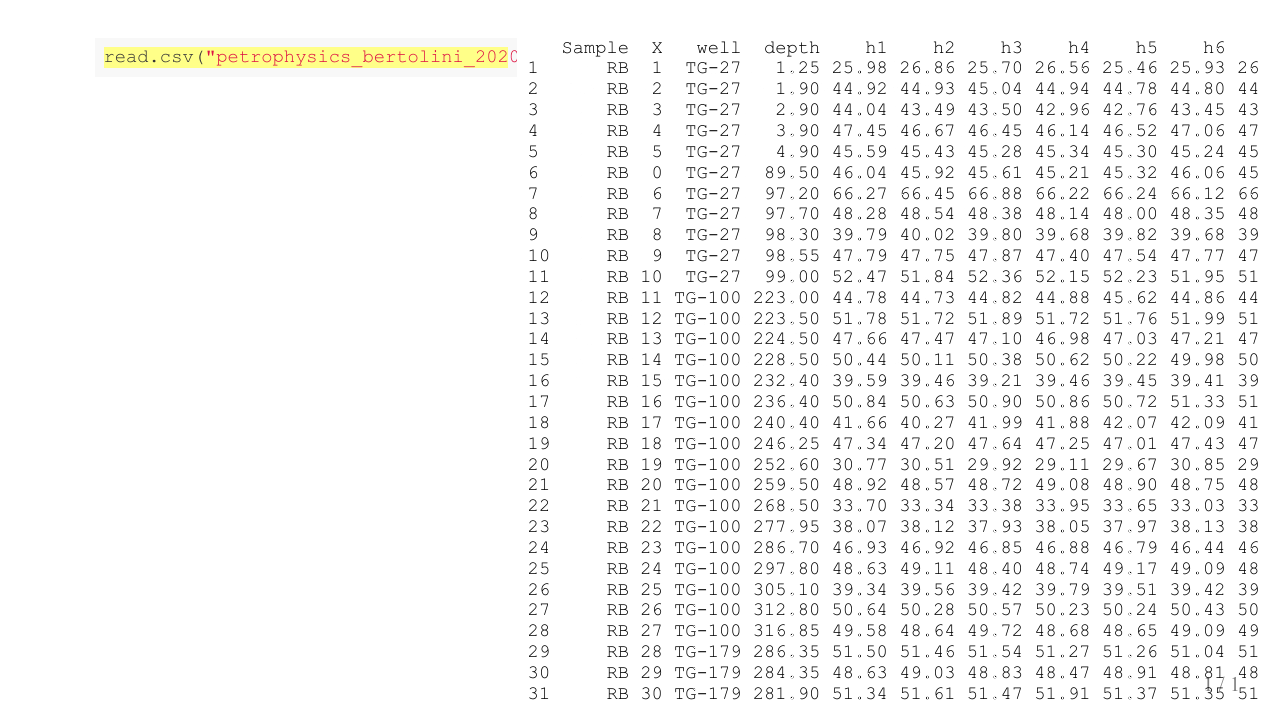 read.csv("petrophysics_bertolini_2020
Sample X well depth h1 h2 h3 h4 h5 h6
1 RB 1 TG-27 1.25 25.98 26.86 25.70 26.56 25.46 25.93 26
2 RB 2 TG-27 1.90 44.92 44.93 45.04 44.94 44.78 44.80 44
3 RB 3 TG-27 2.90 44.04 43.49 43.50 42.96 42.76 43.45 43
4 RB 4 TG-27 3.90 47.45 46.67 46.45 46.14 46.52 47.06 47
5 RB 5 TG-27 4.90 45.59 45.43 45.28 45.34 45.30 45.24 45
6 RB 0 TG-27 89.50 46.04 45.92 45.61 45.21 45.32 46.06 45
7 RB 6 TG-27 97.20 66.27 66.45 66.88 66.22 66.24 66.12 66
8 RB 7 TG-27 97.70 48.28 48.54 48.38 48.14 48.00 48.35 48
9 RB 8 TG-27 98.30 39.79 40.02 39.80 39.68 39.82 39.68 39
10 RB 9 TG-27 98.55 47.79 47.75 47.87 47.40 47.54 47.77 47
11 RB 10 TG-27 99.00 52.47 51.84 52.36 52.15 52.23 51.95 51
12 RB 11 TG-100 223.00 44.78 44.73 44.82 44.88 45.62 44.86 44
13 RB 12 TG-100 223.50 51.78 51.72 51.89 51.72 51.76 51.99 51
14 RB 13 TG-100 224.50 47.66 47.47 47.10 46.98 47.03 47.21 47
15 RB 14 TG-100 228.50 50.44 50.11 50.38 50.62 50.22 49.98 50
16 RB 15 TG-100 232.40 39.59 39.46 39.21 39.46 39.45 39.41 39
17 RB 16 TG-100 236.40 50.84 50.63 50.90 50.86 50.72 51.33 51
18 RB 17 TG-100 240.40 41.66 40.27 41.99 41.88 42.07 42.09 41
19 RB 18 TG-100 246.25 47.34 47.20 47.64 47.25 47.01 47.43 47
20 RB 19 TG-100 252.60 30.77 30.51 29.92 29.11 29.67 30.85 29
21 RB 20 TG-100 259.50 48.92 48.57 48.72 49.08 48.90 48.75 48
22 RB 21 TG-100 268.50 33.70 33.34 33.38 33.95 33.65 33.03 33
23 RB 22 TG-100 277.95 38.07 38.12 37.93 38.05 37.97 38.13 38
24 RB 23 TG-100 286.70 46.93 46.92 46.85 46.88 46.79 46.44 46
25 RB 24 TG-100 297.80 48.63 49.11 48.40 48.74 49.17 49.09 48
26 RB 25 TG-100 305.10 39.34 39.56 39.42 39.79 39.51 39.42 39
27 RB 26 TG-100 312.80 50.64 50.28 50.57 50.23 50.24 50.43 50
28 RB 27 TG-100 316.85 49.58 48.64 49.72 48.68 48.65 49.09 49
29 RB 28 TG-179 286.35 51.50 51.46 51.54 51.27 51.26 51.04 51
30 RB 29 TG-179 284.35 48.63 49.03 48.83 48.47 48.91 48.81 48
31 RB 30 TG-179 281.90 51.34 51.61 51.47 51.91 51.37 51.35 51
1 / 1